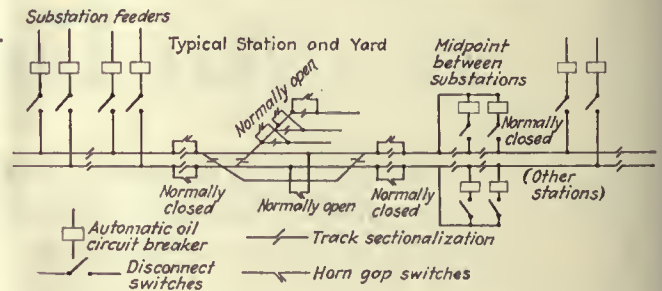 Substation feeders
Typical Station and Yard
Normally open
Midpoint
between
substations
Normally
closed
Normally
closed
Normally open
Normally
closed
(Other
stations)
Automatic oil
circuit breaker
Track sectionalization
Disconnect
switches
Horn gap switches